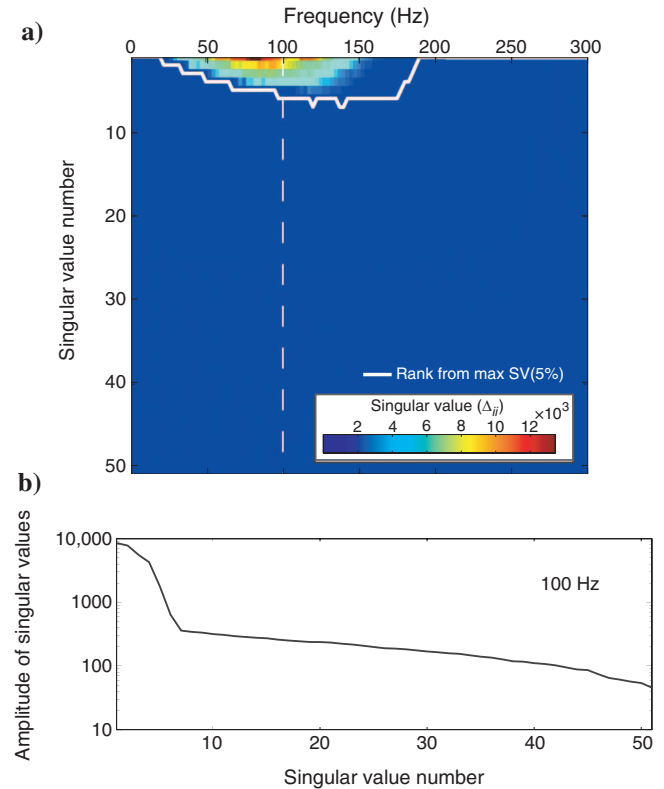 a)
Frequency (Hz)
0 50 100 150 200 250 300
Singular value number
10
20
30
40
50
Rank from max SV(5%)
Singular value (Δii) ×10³
2 4 6 8 10 12
b)
Amplitude of singular values
10,000
1000
100
10
100 Hz
10 20 30 40 50
Singular value number